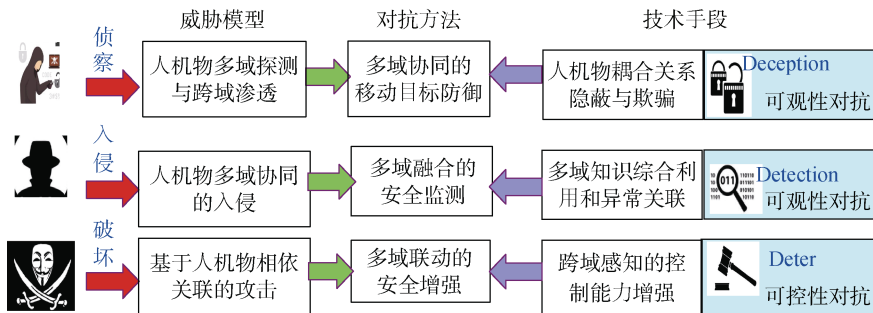 威胁模型
对抗方法
技术手段
侦察
人机物多域探测
与跨域渗透
多域协同的
移动目标防御
人机物耦合关系
隐蔽与欺骗
Deception
可观性对抗
入侵
人机物多域协同
的入侵
多域融合的
安全监测
多域知识综合利
用和异常关联
011
Detection
可观性对抗
破坏
基于人机物相依
关联的攻击
多域联动的
安全增强
跨域感知的控
制能力增强
Deter
可控性对抗